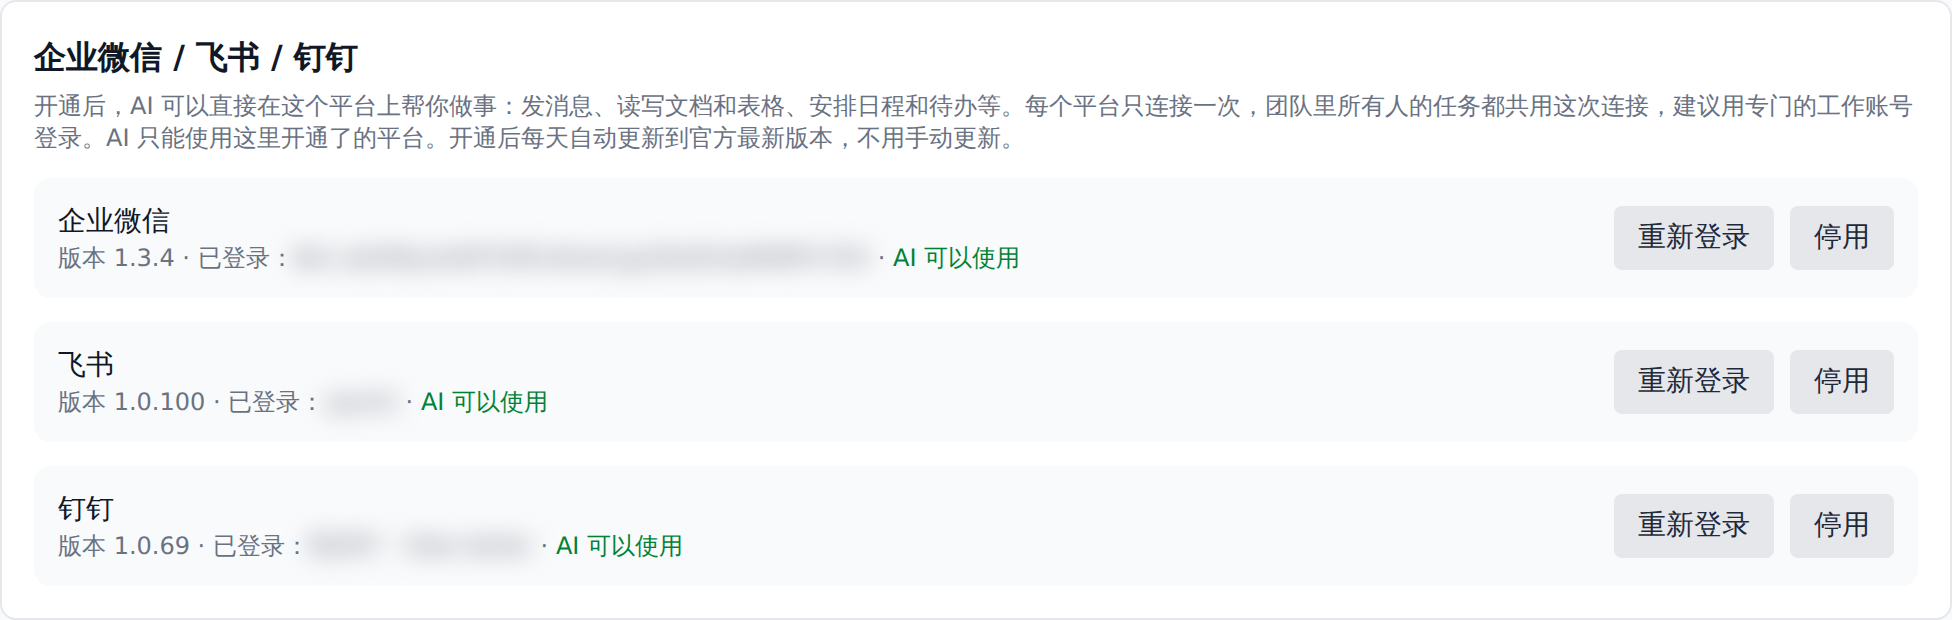 企业微信 / 飞书 / 钉钉
开通后，AI 可以直接在这个平台上帮你做事：发消息、读写文档和表格、安排日程和待办等。每个平台只连接一次，团队里所有人的任务都共用这次连接，建议用专门的工作账号
登录。AI 只能使用这里开通了的平台。开通后每天自动更新到官方最新版本，不用手动更新。
企业微信
版本 1.3.4 · 已登录： · AI 可以使用
重新登录 停用
飞书
版本 1.0.100 · 已登录： · AI 可以使用
重新登录 停用
钉钉
版本 1.0.69 · 已登录： · AI 可以使用
重新登录 停用